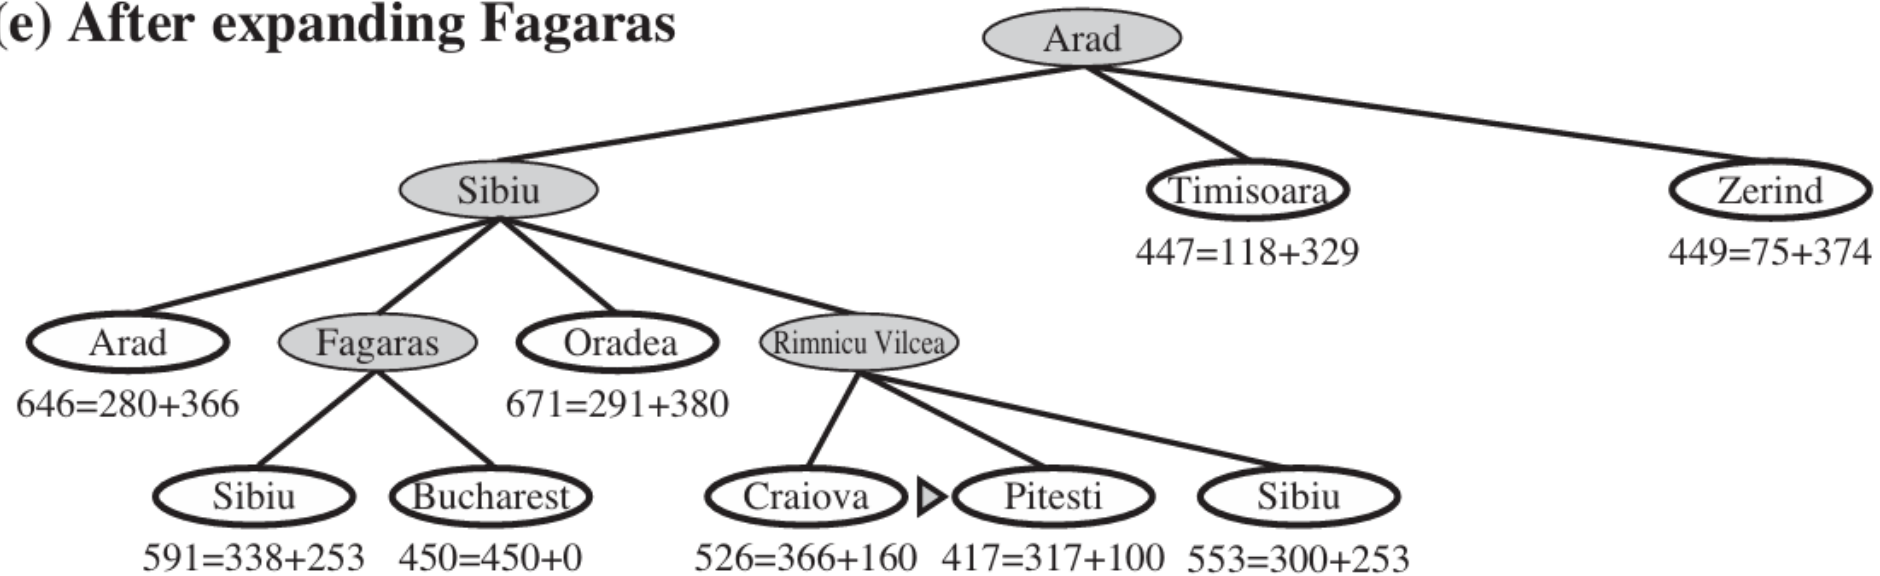 (e) After expanding Fagaras
Arad
Sibiu
Timisoara
Zerind
447=118+329
449=75+374
Arad
Fagaras
Oradea
Rimnicu Vilcea
646=280+366
671=291+380
Sibiu
Bucharest
Craiova
Pitesti
Sibiu
591=338+253
450=450+0
526=366+160
417=317+100
553=300+253